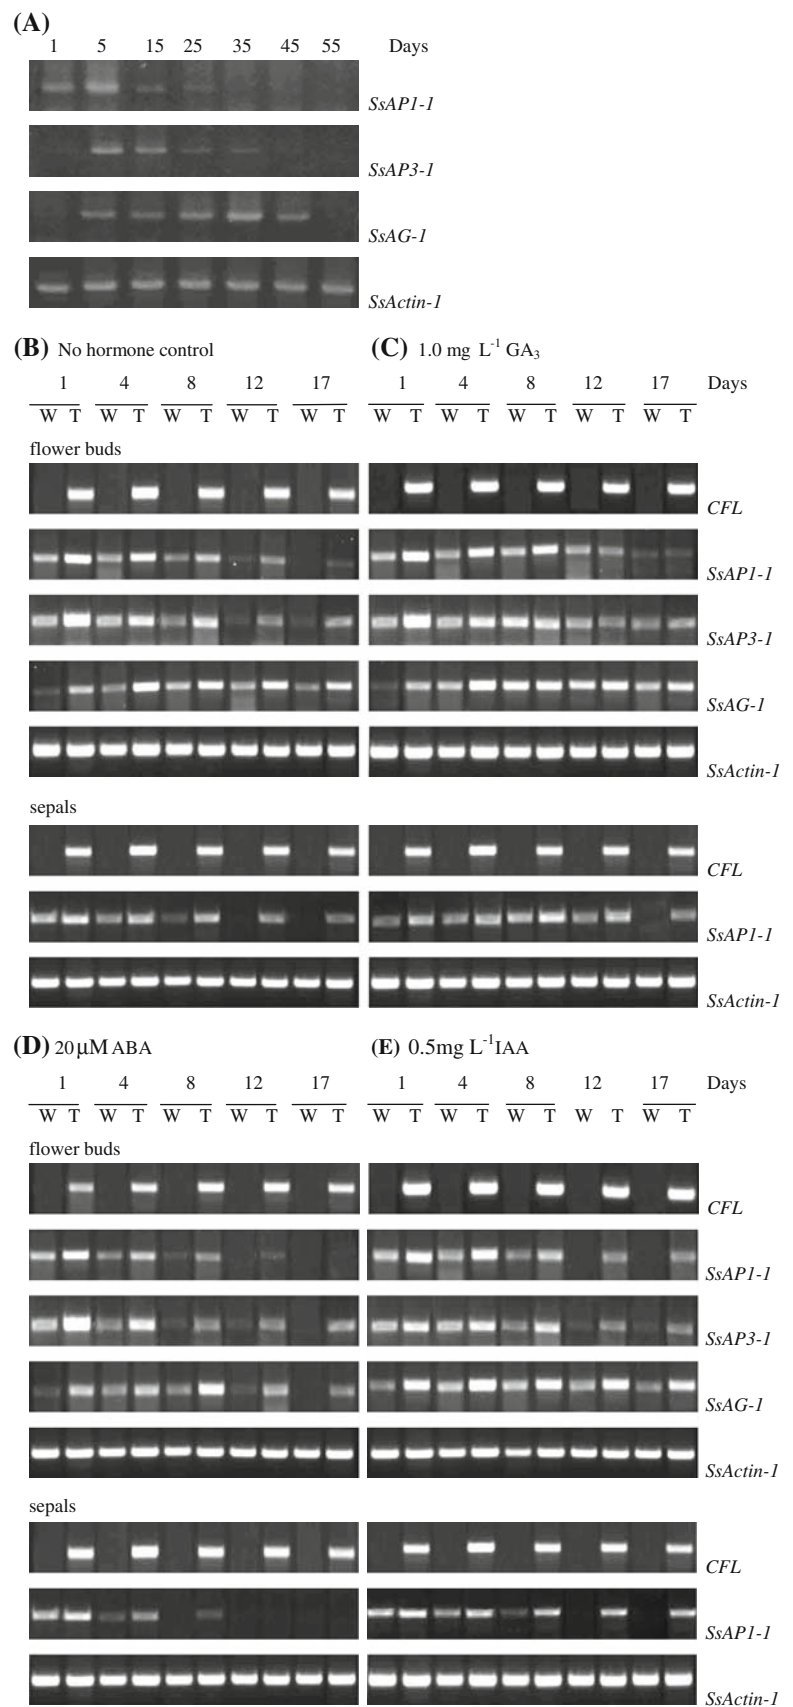 (A)
1 5 15 25 35 45 55 Days
SsAP1-1
SsAP3-1
SsAG-1
SsActin-1
(B) No hormone control
(C) 1.0 mg L-1 GA3
1 4 8 12 17 1 4 8 12 17 Days
W T W T W T W T W T W T W T W T W T W T
flower buds
CFL
SsAP1-1
SsAP3-1
SsAG-1
SsActin-1
sepals
CFL
SsAP1-1
SsActin-1
(D) 20 µM ABA
(E) 0.5mg L-1IAA
1 4 8 12 17 1 4 8 12 17 Days
W T W T W T W T W T W T W T W T W T W T
flower buds
CFL
SsAP1-1
SsAP3-1
SsAG-1
SsActin-1
sepals
CFL
SsAP1-1
SsActin-1